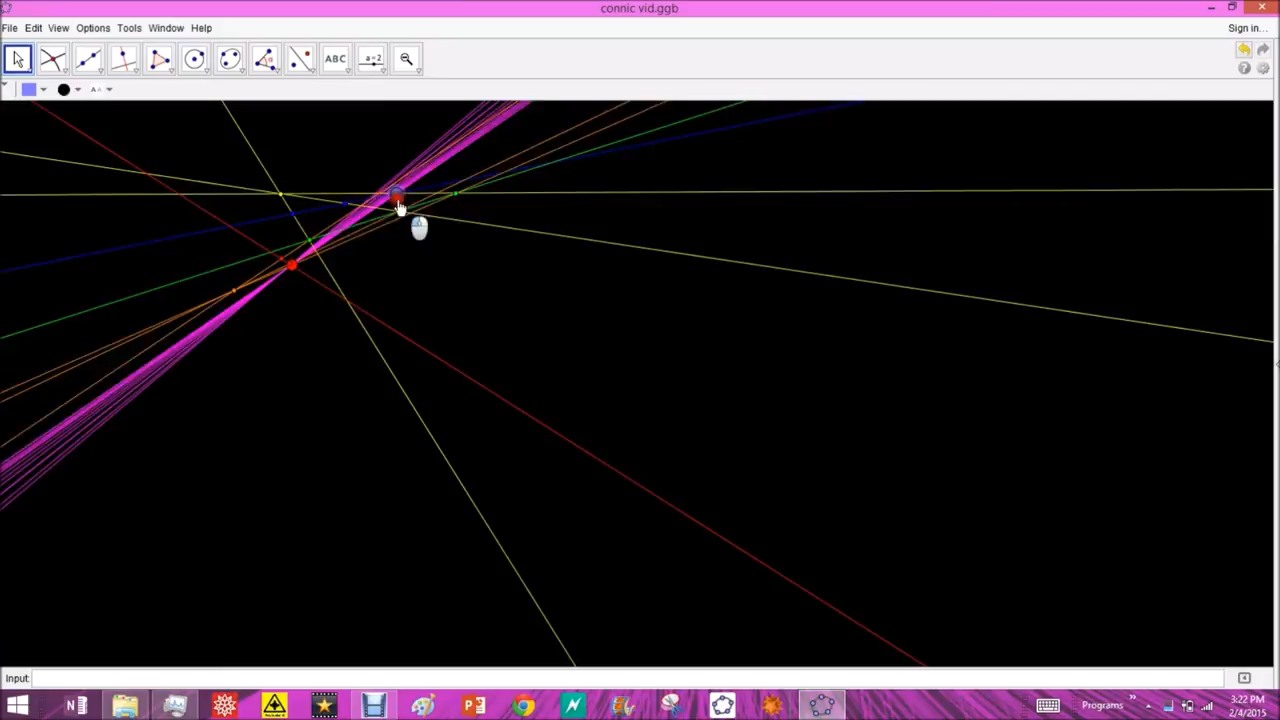 connic vid.ggb
File Edit View Options Tools Window Help
Sign in...
ABC
a=2
Input:
Programs
3:22 PM
2/4/2015